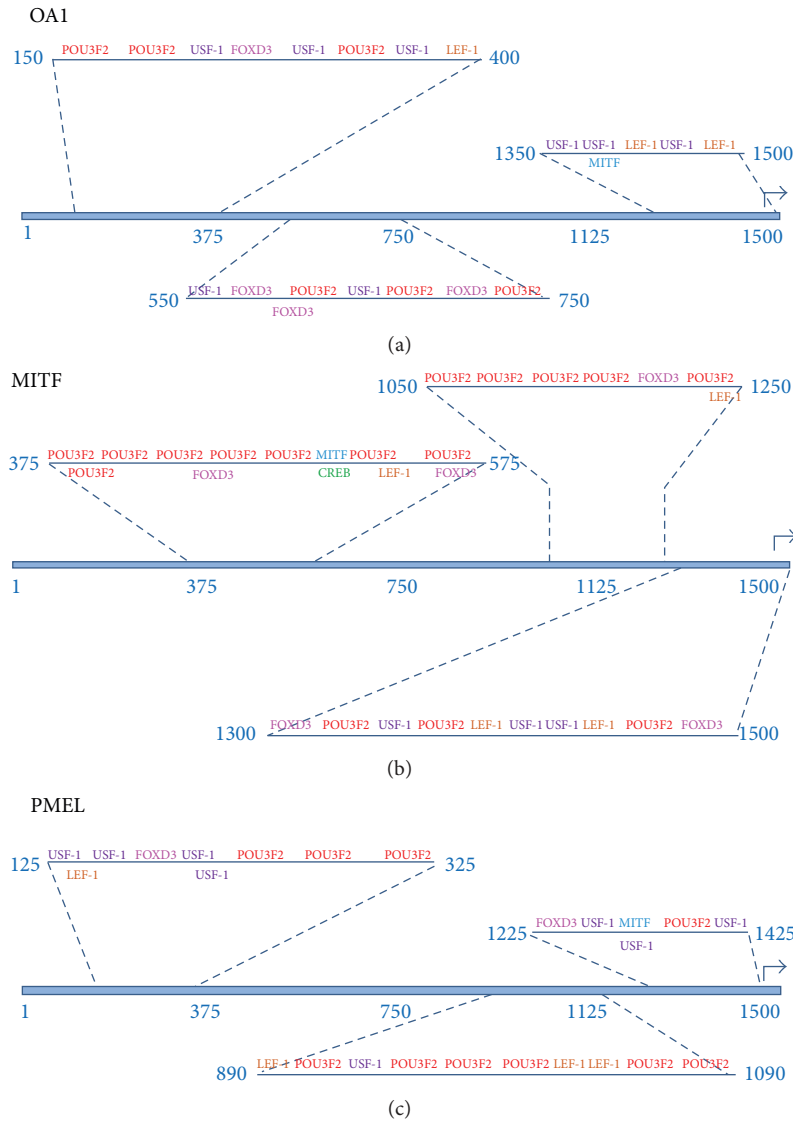 OA1
POU3F2 POU3F2 USF-1 FOXD3 USF-1 POU3F2 USF-1 LEF-1
150 400
USF-1 USF-1 LEF-1 USF-1 LEF-1
1350 1500
MITF
1 375 750 1125 1500
USF-1 FOXD3 POU3F2 USF-1 POU3F2 FOXD3 POU3F2
550 750
FOXD3
(a)
MITF
POU3F2 POU3F2 POU3F2 POU3F2 FOXD3 POU3F2
1050 1250
LEF-1
POU3F2 POU3F2 POU3F2 POU3F2 POU3F2 MITF POU3F2 POU3F2
375 575
POU3F2 FOXD3 CREB LEF-1 FOXD3
1 375 750 1125 1500
FOXD3 POU3F2 USF-1 POU3F2 LEF-1 USF-1 USF-1 LEF-1 POU3F2 FOXD3
1300 1500
(b)
PMEL
USF-1 USF-1 FOXD3 USF-1 POU3F2 POU3F2 POU3F2
125 325
LEF-1 USF-1
FOXD3 USF-1 MITF POU3F2 USF-1
1225 1425
USF-1
1 375 750 1125 1500
LEF-1 POU3F2 USF-1 POU3F2 POU3F2 POU3F2 LEF-1 LEF-1 POU3F2 POU3F2
890 1090
(c)